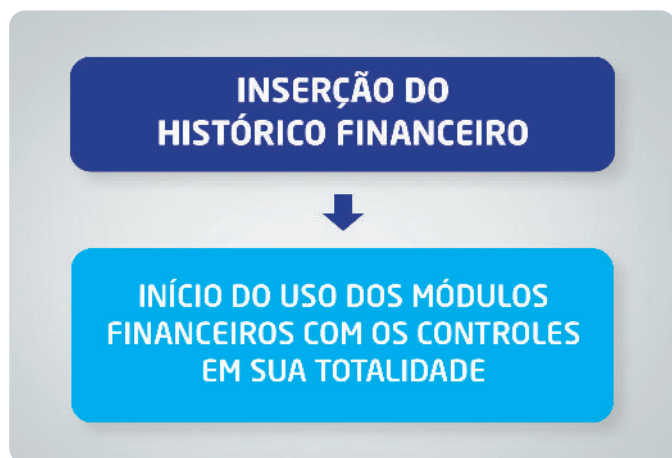 INSERÇÃO DO
HISTÓRICO FINANCEIRO
INÍCIO DO USO DOS MÓDULOS
FINANCEIROS COM OS CONTROLES
EM SUA TOTALIDADE